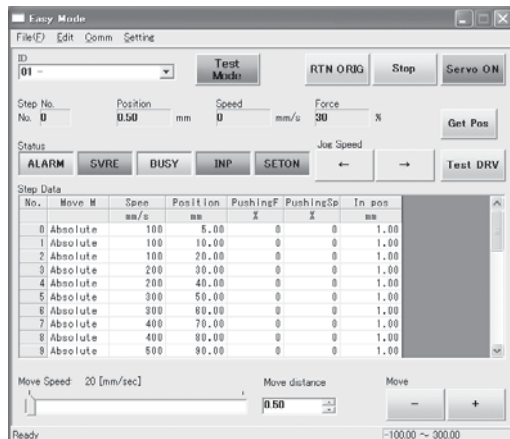 Easy Mode
File(F) Edit Comm Setting
ID
01 -
Test Mode
RTN ORIG
Stop
Servo ON
Step No.
Position
Speed
Force
No. 0
0.50 mm
0 mm/s
30 %
Get Pos
Status
Jog Speed
ALARM SVRE BUSY INP SETON ← → Test DRV
Step Data
No. Move M Spee Position PushingF PushingSp In pos
mm/s mm % % mm
0 Absolute 100 5.00 0 0 1.00
1 Absolute 100 10.00 0 0 1.00
2 Absolute 100 20.00 0 0 1.00
3 Absolute 200 30.00 0 0 1.00
4 Absolute 200 40.00 0 0 1.00
5 Absolute 300 50.00 0 0 1.00
6 Absolute 300 60.00 0 0 1.00
7 Absolute 400 70.00 0 0 1.00
8 Absolute 400 80.00 0 0 1.00
9 Absolute 500 90.00 0 0 1.00
Move Speed: 20 [mm/sec]
Move distance
Move
0.50
- +
Ready
-100.00 ~ 300.00